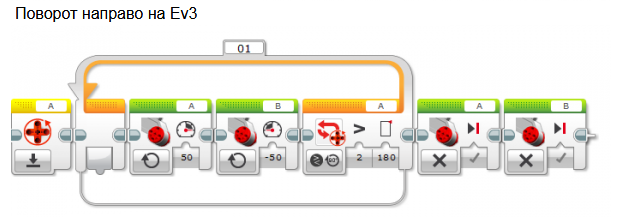 Поворот направо на Ev3
01
A A B A A B
>
50 -50 2 180